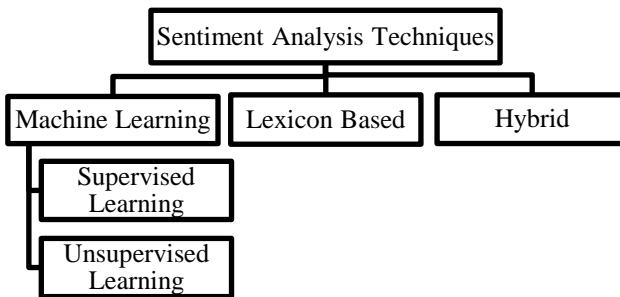 Sentiment Analysis Techniques
Machine Learning
Lexicon Based
Hybrid
Supervised
Learning
Unsupervised
Learning